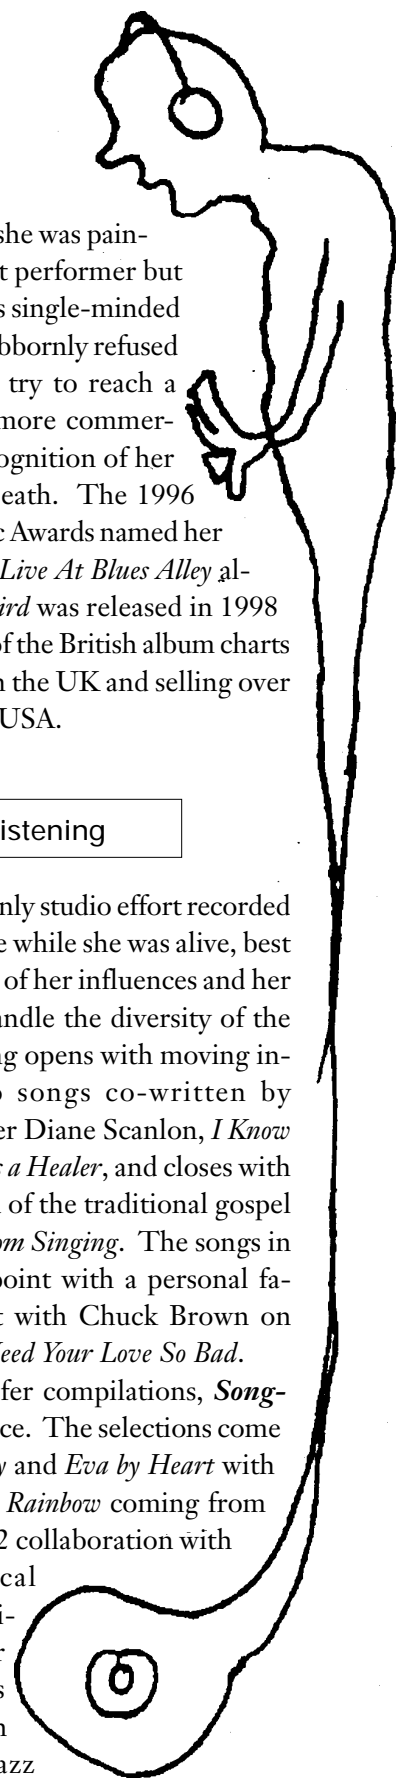 she was pain-
t performer but
s single-minded
bbornly refused
try to reach a
more commer-
ognition of her
eath. The 1996
c Awards named her
Live At Blues Alley al-
ird was released in 1998
of the British album charts
n the UK and selling over
USA.
istening
nly studio effort recorded
e while she was alive, best
of her influences and her
andle the diversity of the
ng opens with moving in-
o songs co-written by
er Diane Scanlon, I Know
s a Healer, and closes with
n of the traditional gospel
om Singing. The songs in
point with a personal fa-
t with Chuck Brown on
Need Your Love So Bad.
fer compilations, Song-
ce. The selections come
y and Eva by Heart with
Rainbow coming from
2 collaboration with
cal
i-
r
s
n
azz